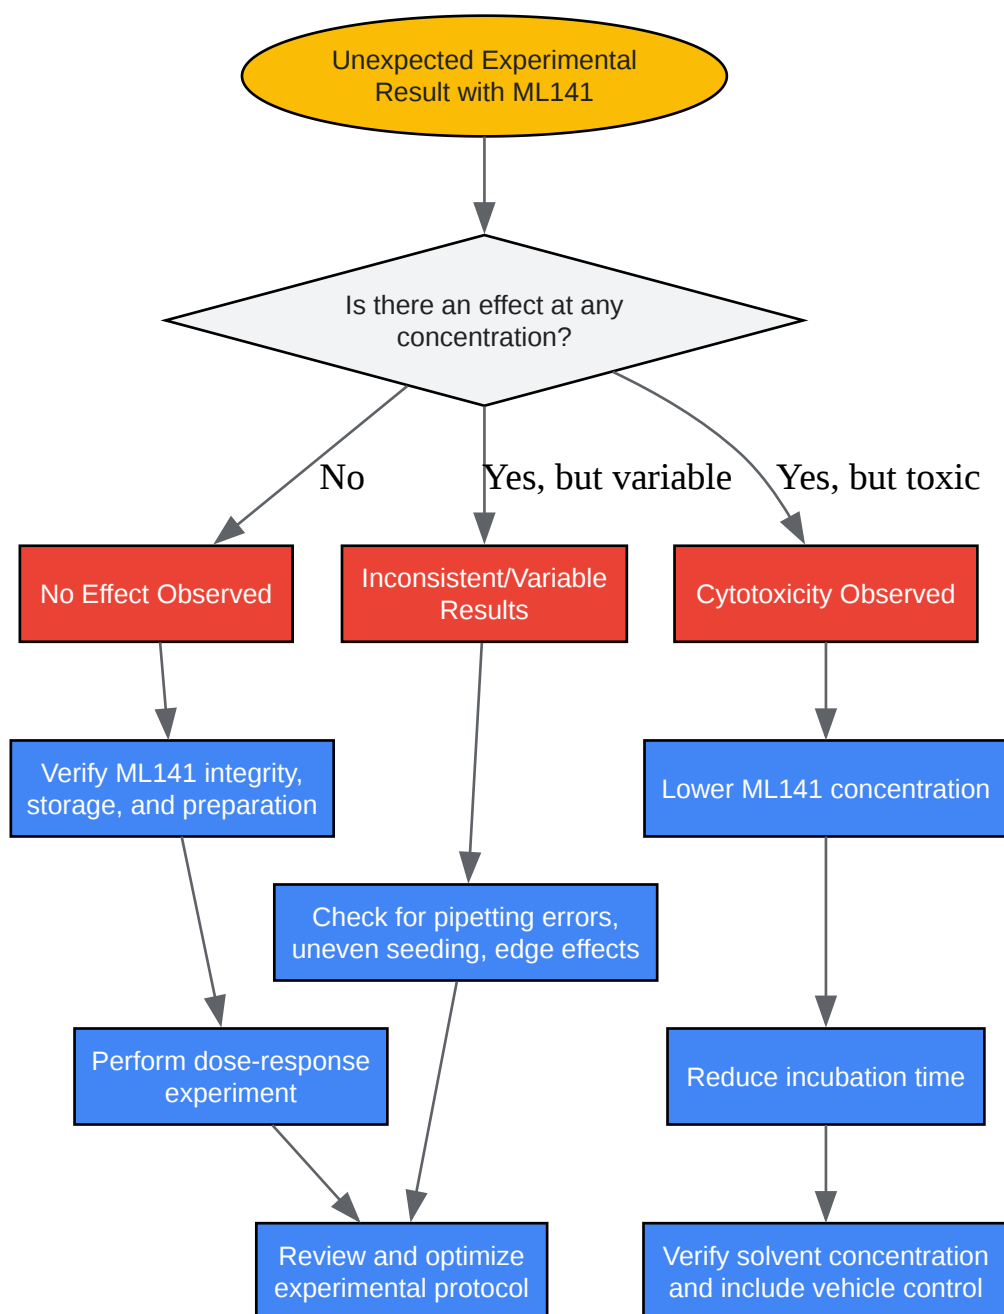 Unexpected Experimental
Result with ML141
Is there an effect at any
concentration?
No
Yes, but variable
Yes, but toxic
No Effect Observed
Inconsistent/Variable
Results
Cytotoxicity Observed
Verify ML141 integrity,
storage, and preparation
Lower ML141 concentration
Check for pipetting errors,
uneven seeding, edge effects
Perform dose-response
experiment
Reduce incubation time
Review and optimize
experimental protocol
Verify solvent concentration
and include vehicle control